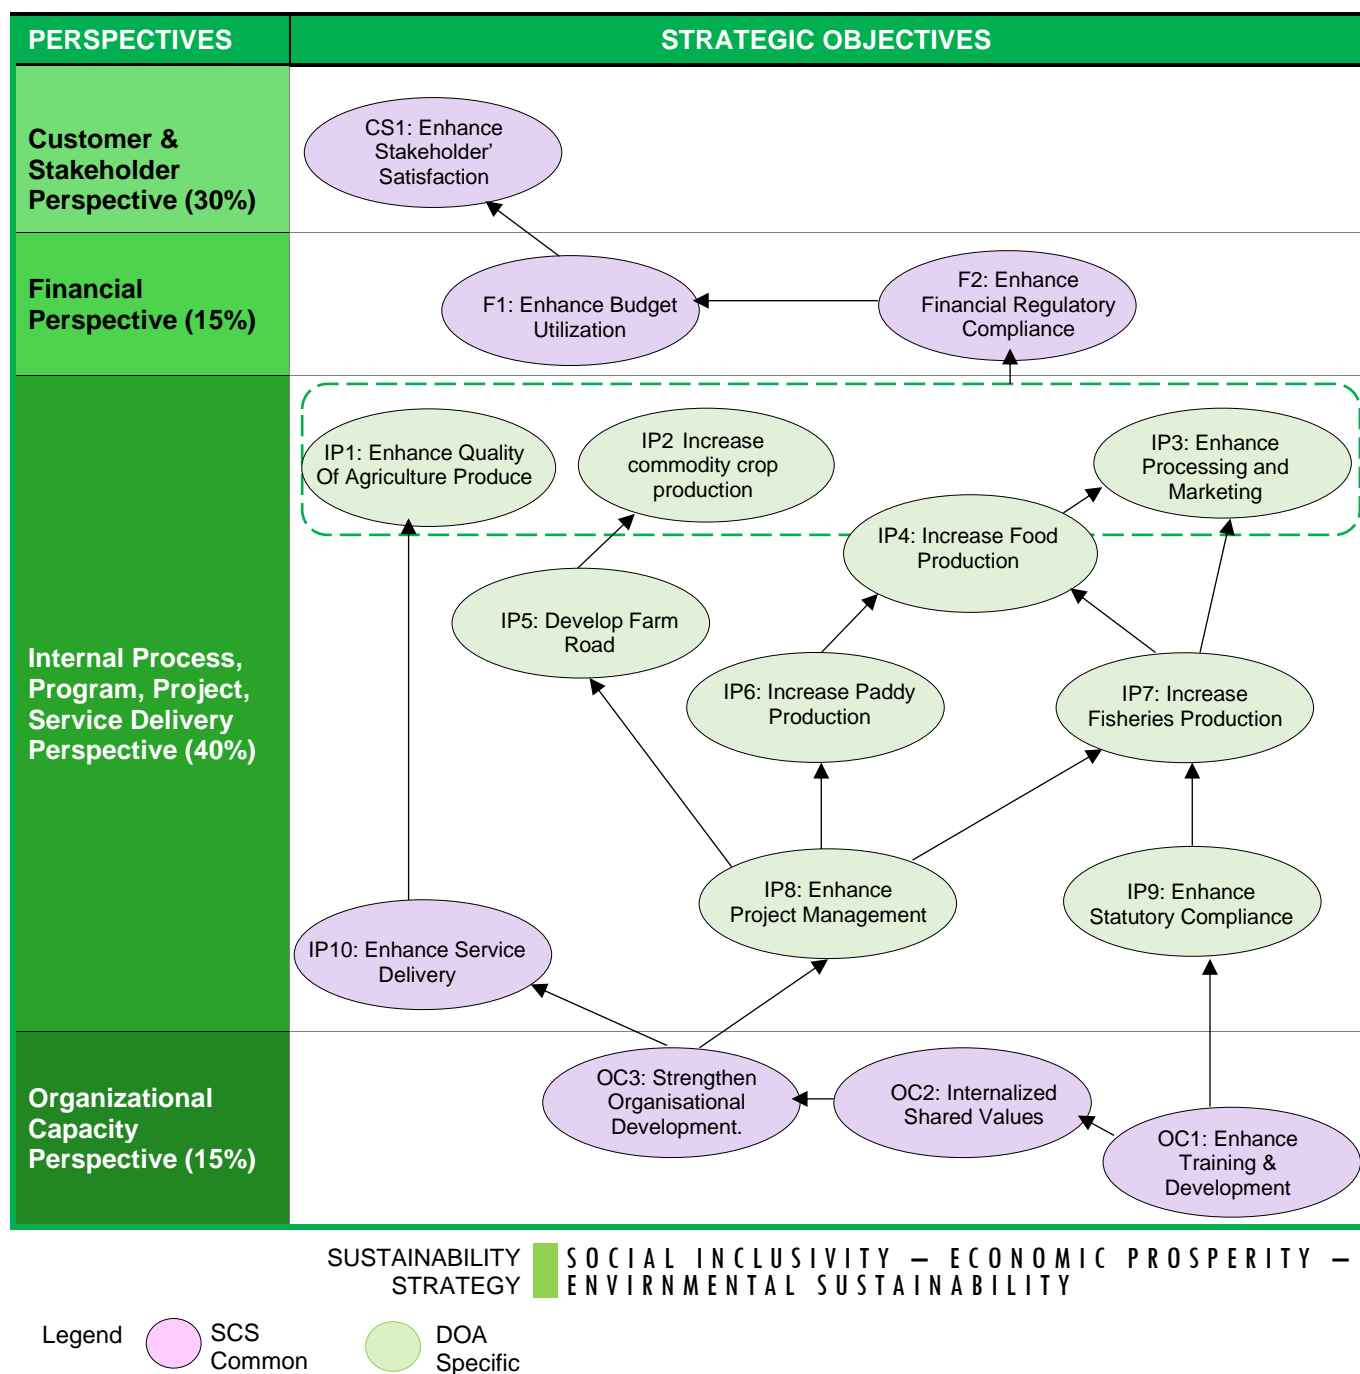 PERSPECTIVES
STRATEGIC OBJECTIVES
Customer &
Stakeholder
Perspective (30%)
CS1: Enhance
Stakeholder’
Satisfaction
Financial
Perspective (15%)
F1: Enhance Budget
Utilization
F2: Enhance
Financial Regulatory
Compliance
Internal Process,
Program, Project,
Service Delivery
Perspective (40%)
IP1: Enhance Quality
Of Agriculture Produce
IP2 Increase
commodity crop
production
IP3: Enhance
Processing and
Marketing
IP4: Increase Food
Production
IP5: Develop Farm
Road
IP6: Increase Paddy
Production
IP7: Increase
Fisheries Production
IP8: Enhance
Project Management
IP9: Enhance
Statutory Compliance
IP10: Enhance Service
Delivery
Organizational
Capacity
Perspective (15%)
OC3: Strengthen
Organisational
Development.
OC2: Internalized
Shared Values
OC1: Enhance
Training &
Development
SUSTAINABILITY
STRATEGY
SOCIAL INCLUSIVITY – ECONOMIC PROSPERITY –
ENVIRNMENTAL SUSTAINABILITY
Legend
SCS
Common
DOA
Specific